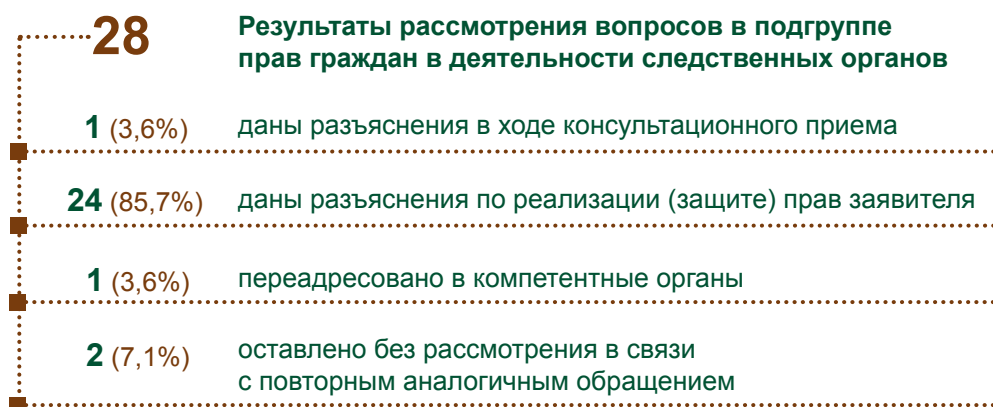 28
Результаты рассмотрения вопросов в подгруппе
прав граждан в деятельности следственных органов
1 (3,6%) даны разъяснения в ходе консультационного приема
24 (85,7%) даны разъяснения по реализации (защите) прав заявителя
1 (3,6%) переадресовано в компетентные органы
2 (7,1%) оставлено без рассмотрения в связи
с повторным аналогичным обращением